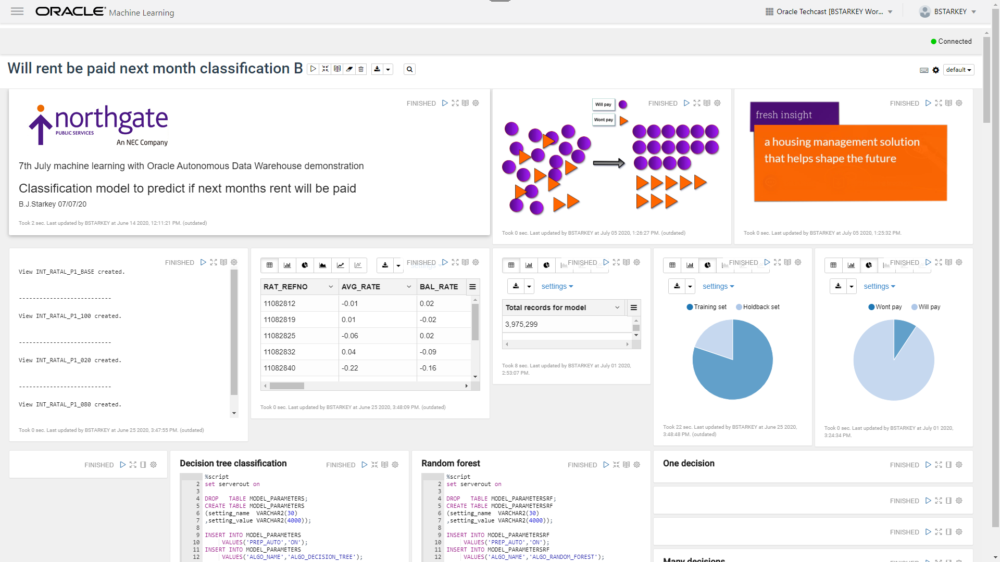 ORACLE® Machine Learning
Oracle Techcast [BSTARKEY Wor...
BSTARKEY
Connected
Will rent be paid next month classification B
default
FINISHED
northgate
PUBLIC SERVICES
An NEC Company
7th July machine learning with Oracle Autonomous Data Warehouse demonstration
Classification model to predict if next months rent will be paid
B.J.Starkey 07/07/20
Took 2 sec. Last updated by BSTARKEY at June 14 2020, 12:11:21 PM. (outdated)
FINISHED
Will pay
Wont pay
Took 0 sec. Last updated by BSTARKEY at July 05 2020, 1:26:27 PM. (outdated)
FINISHED
fresh insight
a housing management solution
that helps shape the future
Took 0 sec. Last updated by BSTARKEY at July 05 2020, 1:25:32 PM.
FINISHED
View INT_RATAL_P1_BASE created.
---------------------------
View INT_RATAL_P1_100 created.
---------------------------
View INT_RATAL_P1_020 created.
---------------------------
View INT_RATAL_P1_080 created.
Took 0 sec. Last updated by BSTARKEY at June 25 2020, 3:47:55 PM. (outdated)
FINISHED
settings
RAT_REFNO AVG_RATE BAL_RATE
11082812 -0.01 0.02
11082819 0.01 -0.02
11082825 -0.06 0.02
11082832 0.04 -0.09
11082840 -0.22 -0.16
Took 0 sec. Last updated by BSTARKEY at June 25 2020, 3:48:09 PM. (outdated)
FINISHED
settings
Total records for model
3,975,299
Took 8 sec. Last updated by BSTARKEY at July 01 2020,
2:53:07 PM.
FINISHED
settings
Training set Holdback set
Took 22 sec. Last updated by BSTARKEY at June 25 2020,
3:48:48 PM. (outdated)
FINISHED
settings
Wont pay Will pay
Took 0 sec. Last updated by BSTARKEY at July 01 2020,
3:24:34 PM.
FINISHED
Decision tree classification
FINISHED
%script
2 set serverout on
3
4 DROP TABLE MODEL_PARAMETERS;
5 CREATE TABLE MODEL_PARAMETERS
6 (setting_name VARCHAR2(30)
7 ,setting_value VARCHAR2(4000));
8
9 INSERT INTO MODEL_PARAMETERS
10 VALUES('PREP_AUTO','ON');
11 INSERT INTO MODEL_PARAMETERS
12 VALUES('ALGO_NAME','ALGO_DECISION_TREE');
Random forest
FINISHED
%script
2 set serverout on
3
4 DROP TABLE MODEL_PARAMETERSRF;
5 CREATE TABLE MODEL_PARAMETERSRF
6 (setting_name VARCHAR2(30)
7 ,setting_value VARCHAR2(4000));
8
9 INSERT INTO MODEL_PARAMETERSRF
10 VALUES('PREP_AUTO','ON');
11 INSERT INTO MODEL_PARAMETERSRF
12 VALUES('ALGO_NAME','ALGO_RANDOM_FOREST');
One decision
FINISHED
FINISHED
FINISHED
Many decisions